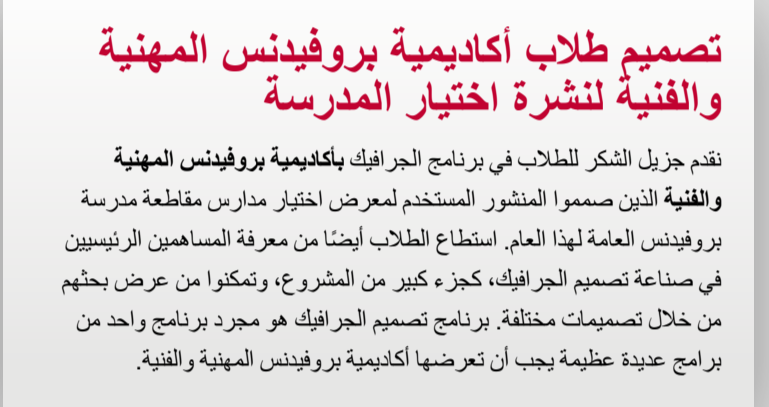 تصميم طلاب أكاديمية بروفيدنس المهنية
والفنية لنشرة اختيار المدرسة
نقدم جزيل الشكر للطلاب في برنامج الجرافيك بأكاديمية بروفيدنس المهنية
والفنية الذين صمموا المنشور المستخدم لمعرض اختيار مدارس مقاطعة مدرسة
بروفيدنس العامة لهذا العام. استطاع الطلاب أيضًا من معرفة المساهمين الرئيسيين
في صناعة تصميم الجرافيك، كجزء كبير من المشروع، وتمكنوا من عرض بحثهم
من خلال تصميمات مختلفة. برنامج تصميم الجرافيك هو مجرد برنامج واحد من
برامج عديدة عظيمة يجب أن تعرضها أكاديمية بروفيدنس المهنية والفنية.